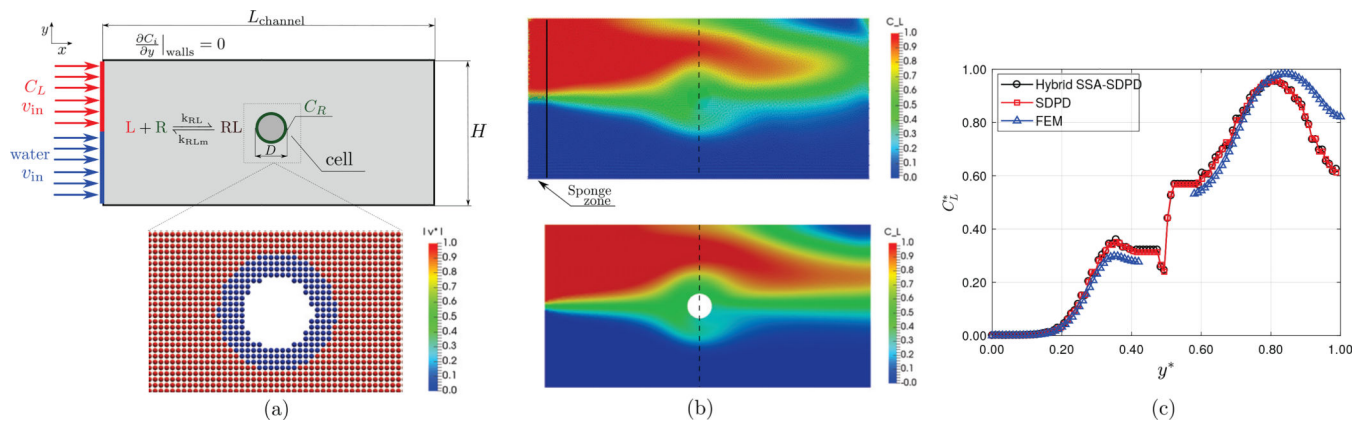 L_channel
y
x
∂C_i/∂y|_walls = 0
C_L
v_in
water
v_in
L + R ⇌ RL
k_RL
k_RLm
C_R
D
cell
H
|v*|
1.0
0.9
0.8
0.7
0.6
0.5
0.4
0.3
0.2
0.1
0.0
(a)
C_L
1.0
0.9
0.8
0.7
0.6
0.5
0.4
0.3
0.2
0.1
0.0
Sponge
zone
C_L
1.0
0.9
0.8
0.7
0.6
0.5
0.4
0.3
0.2
0.1
-0.0
(b)
Hybrid SSA-SDPD
SDPD
FEM
C*_L
1.00
0.80
0.60
0.40
0.20
0.00
0.00 0.20 0.40 0.60 0.80 1.00
y*
(c)